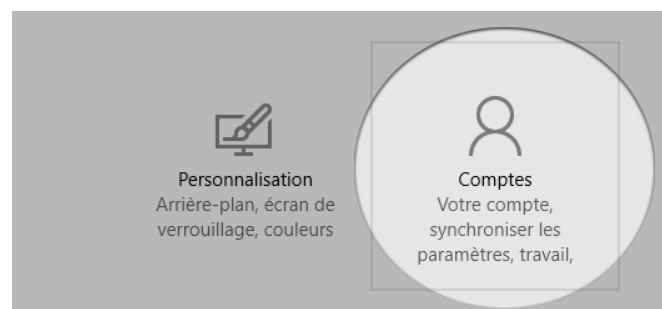 Personnalisation
Arrière-plan, écran de
verrouillage, couleurs
Comptes
Votre compte,
synchroniser les
paramètres, travail,